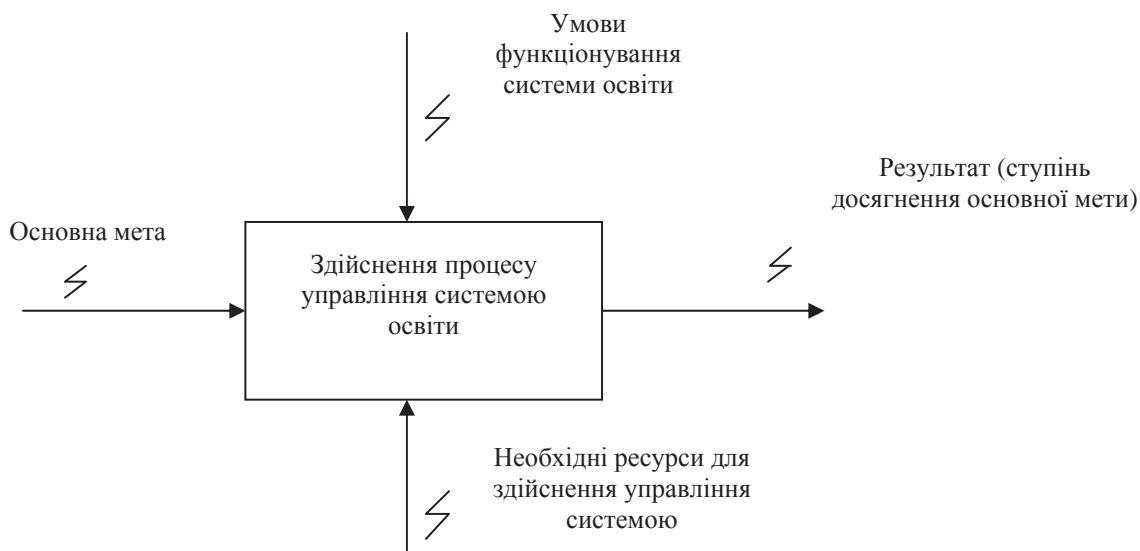 Умови
функціонування
системи освіти
Результат (ступінь
досягнення основної мети)
Основна мета
Здійснення процесу
управління системою
освіти
Необхідні ресурси для
здійснення управління
системою